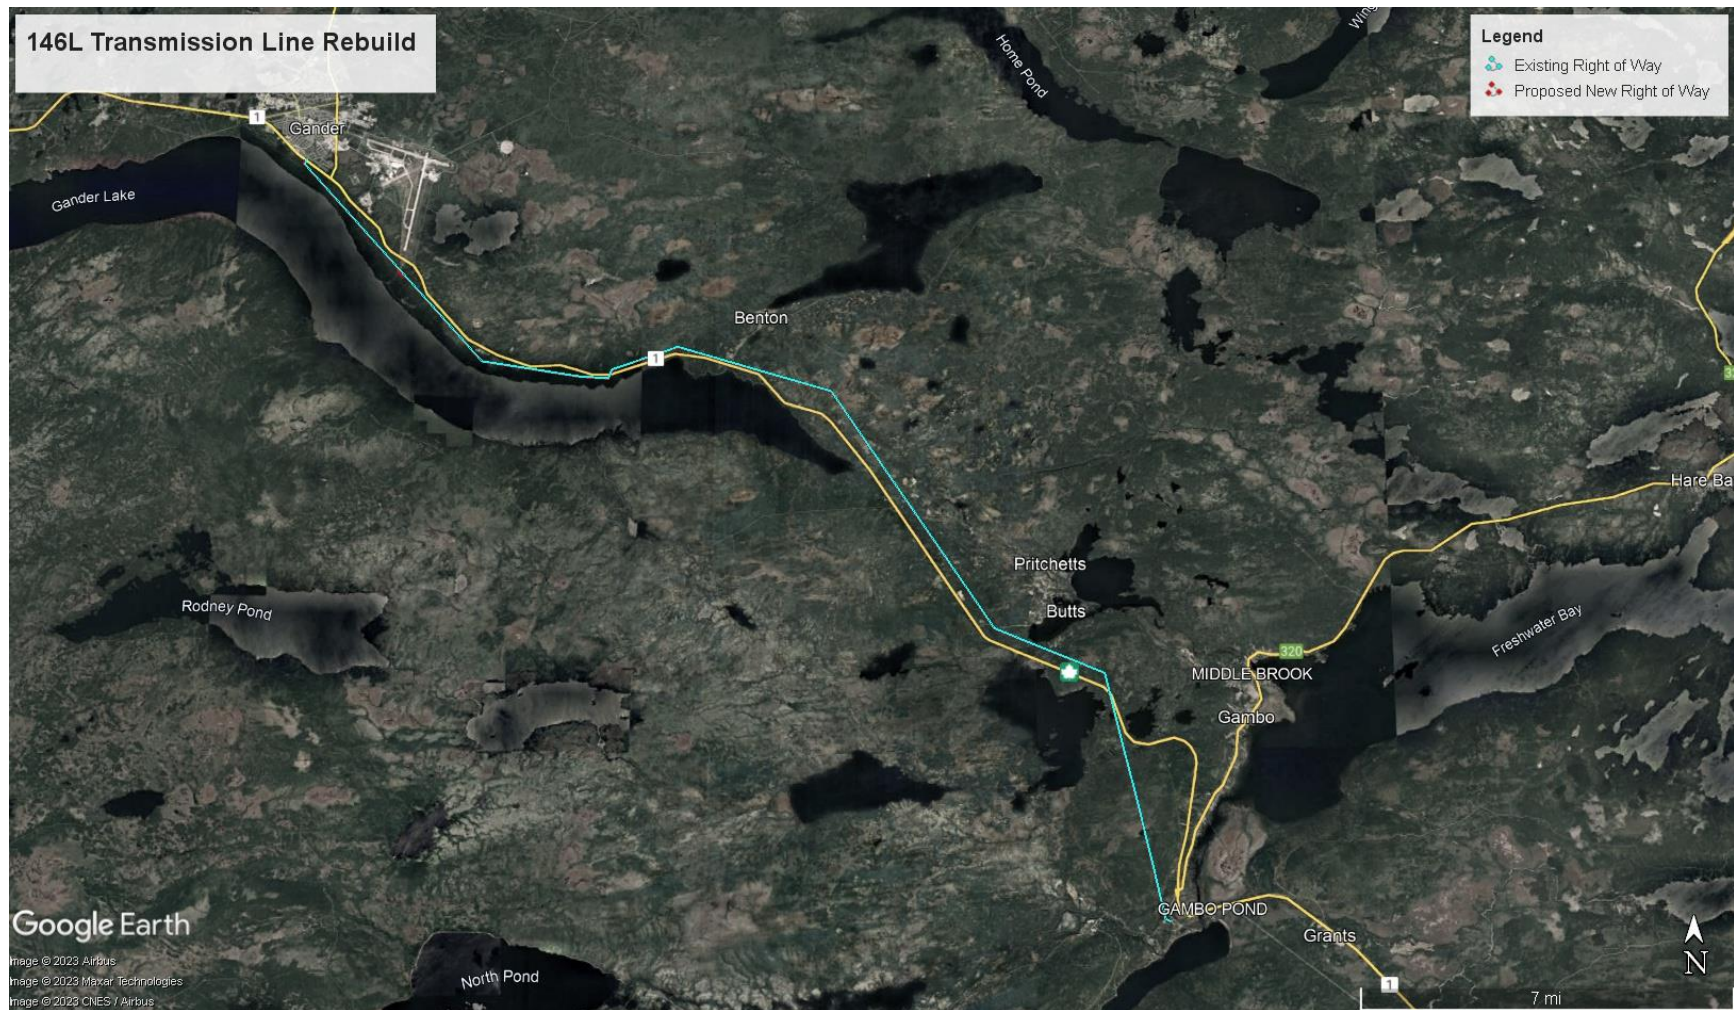 146L Transmission Line Rebuild
Legend
Existing Right of Way
Proposed New Right of Way
Home Pond
1
Gander
Gander Lake
Benton
1
Hare Ba
Pritchetts
Butts
Rodney Pond
Freshwater Bay
320
MIDDLE BROOK
Gambo
GAMBO POND
Grants
Google Earth
North Pond
N
1
7 mi
Image © 2023 Airbus
Image © 2023 Maxar Technologies
Image © 2023 CNES / Airbus